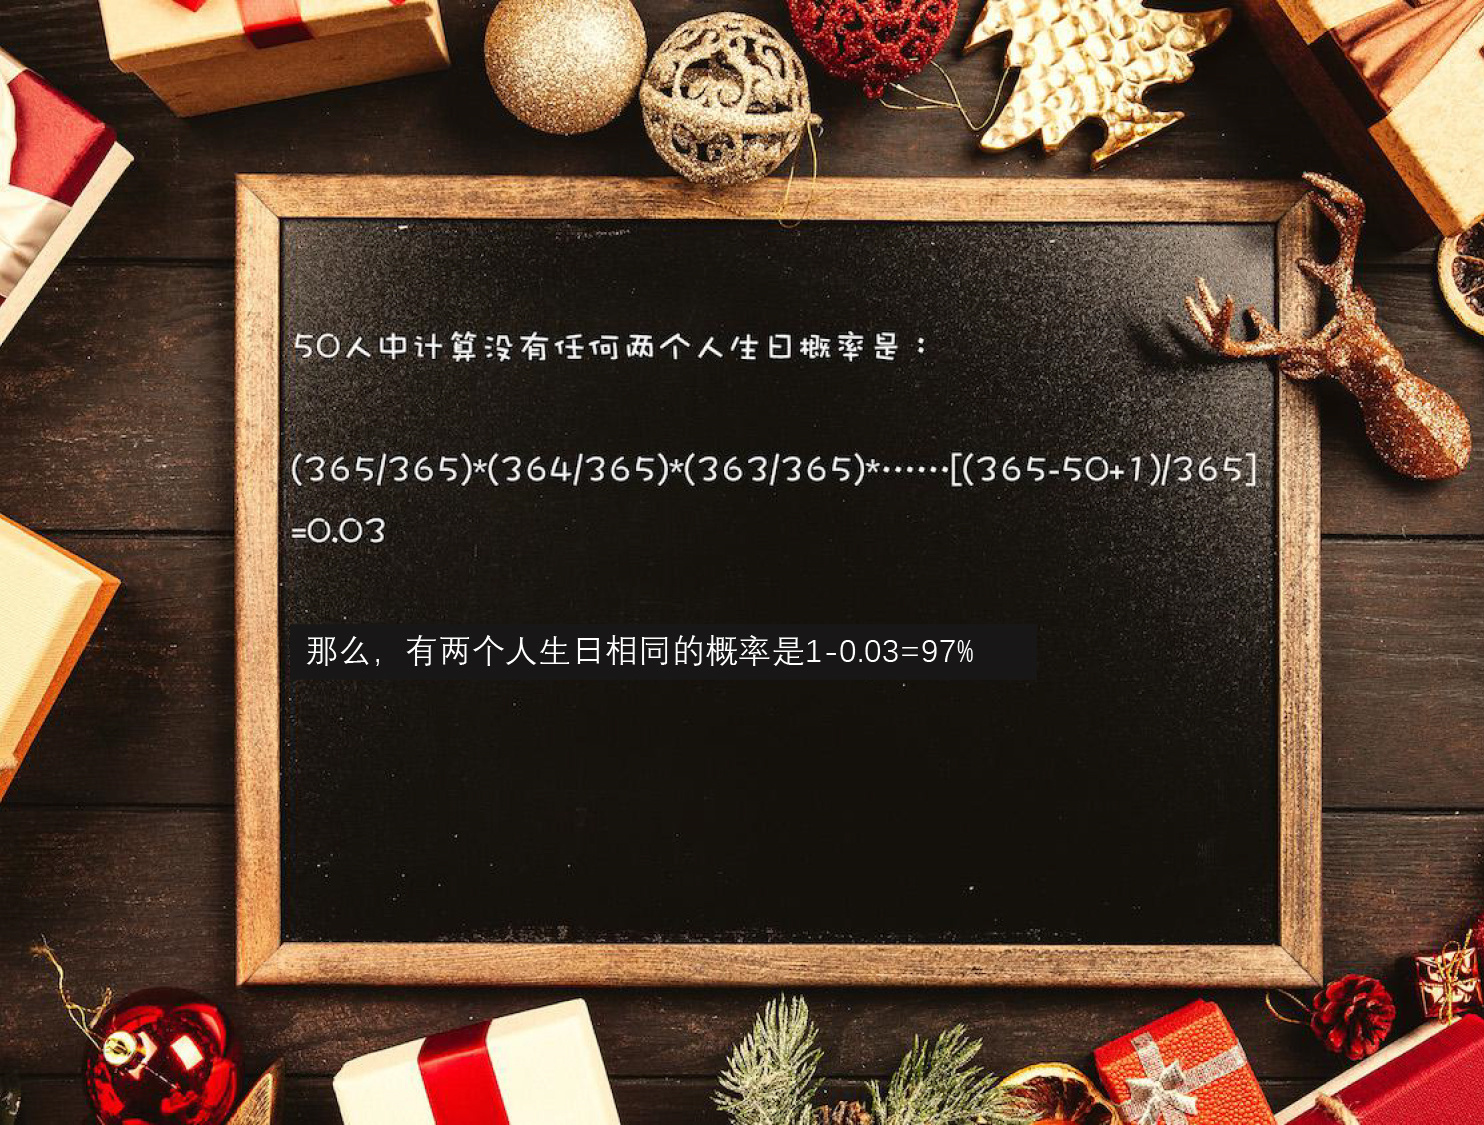 50人中计算没有任何两个人生日概率是：
(365/365)*(364/365)*(363/365)*……[(365-50+1)/365]
=0.03
那么，有两个人生日相同的概率是1-0.03=97%